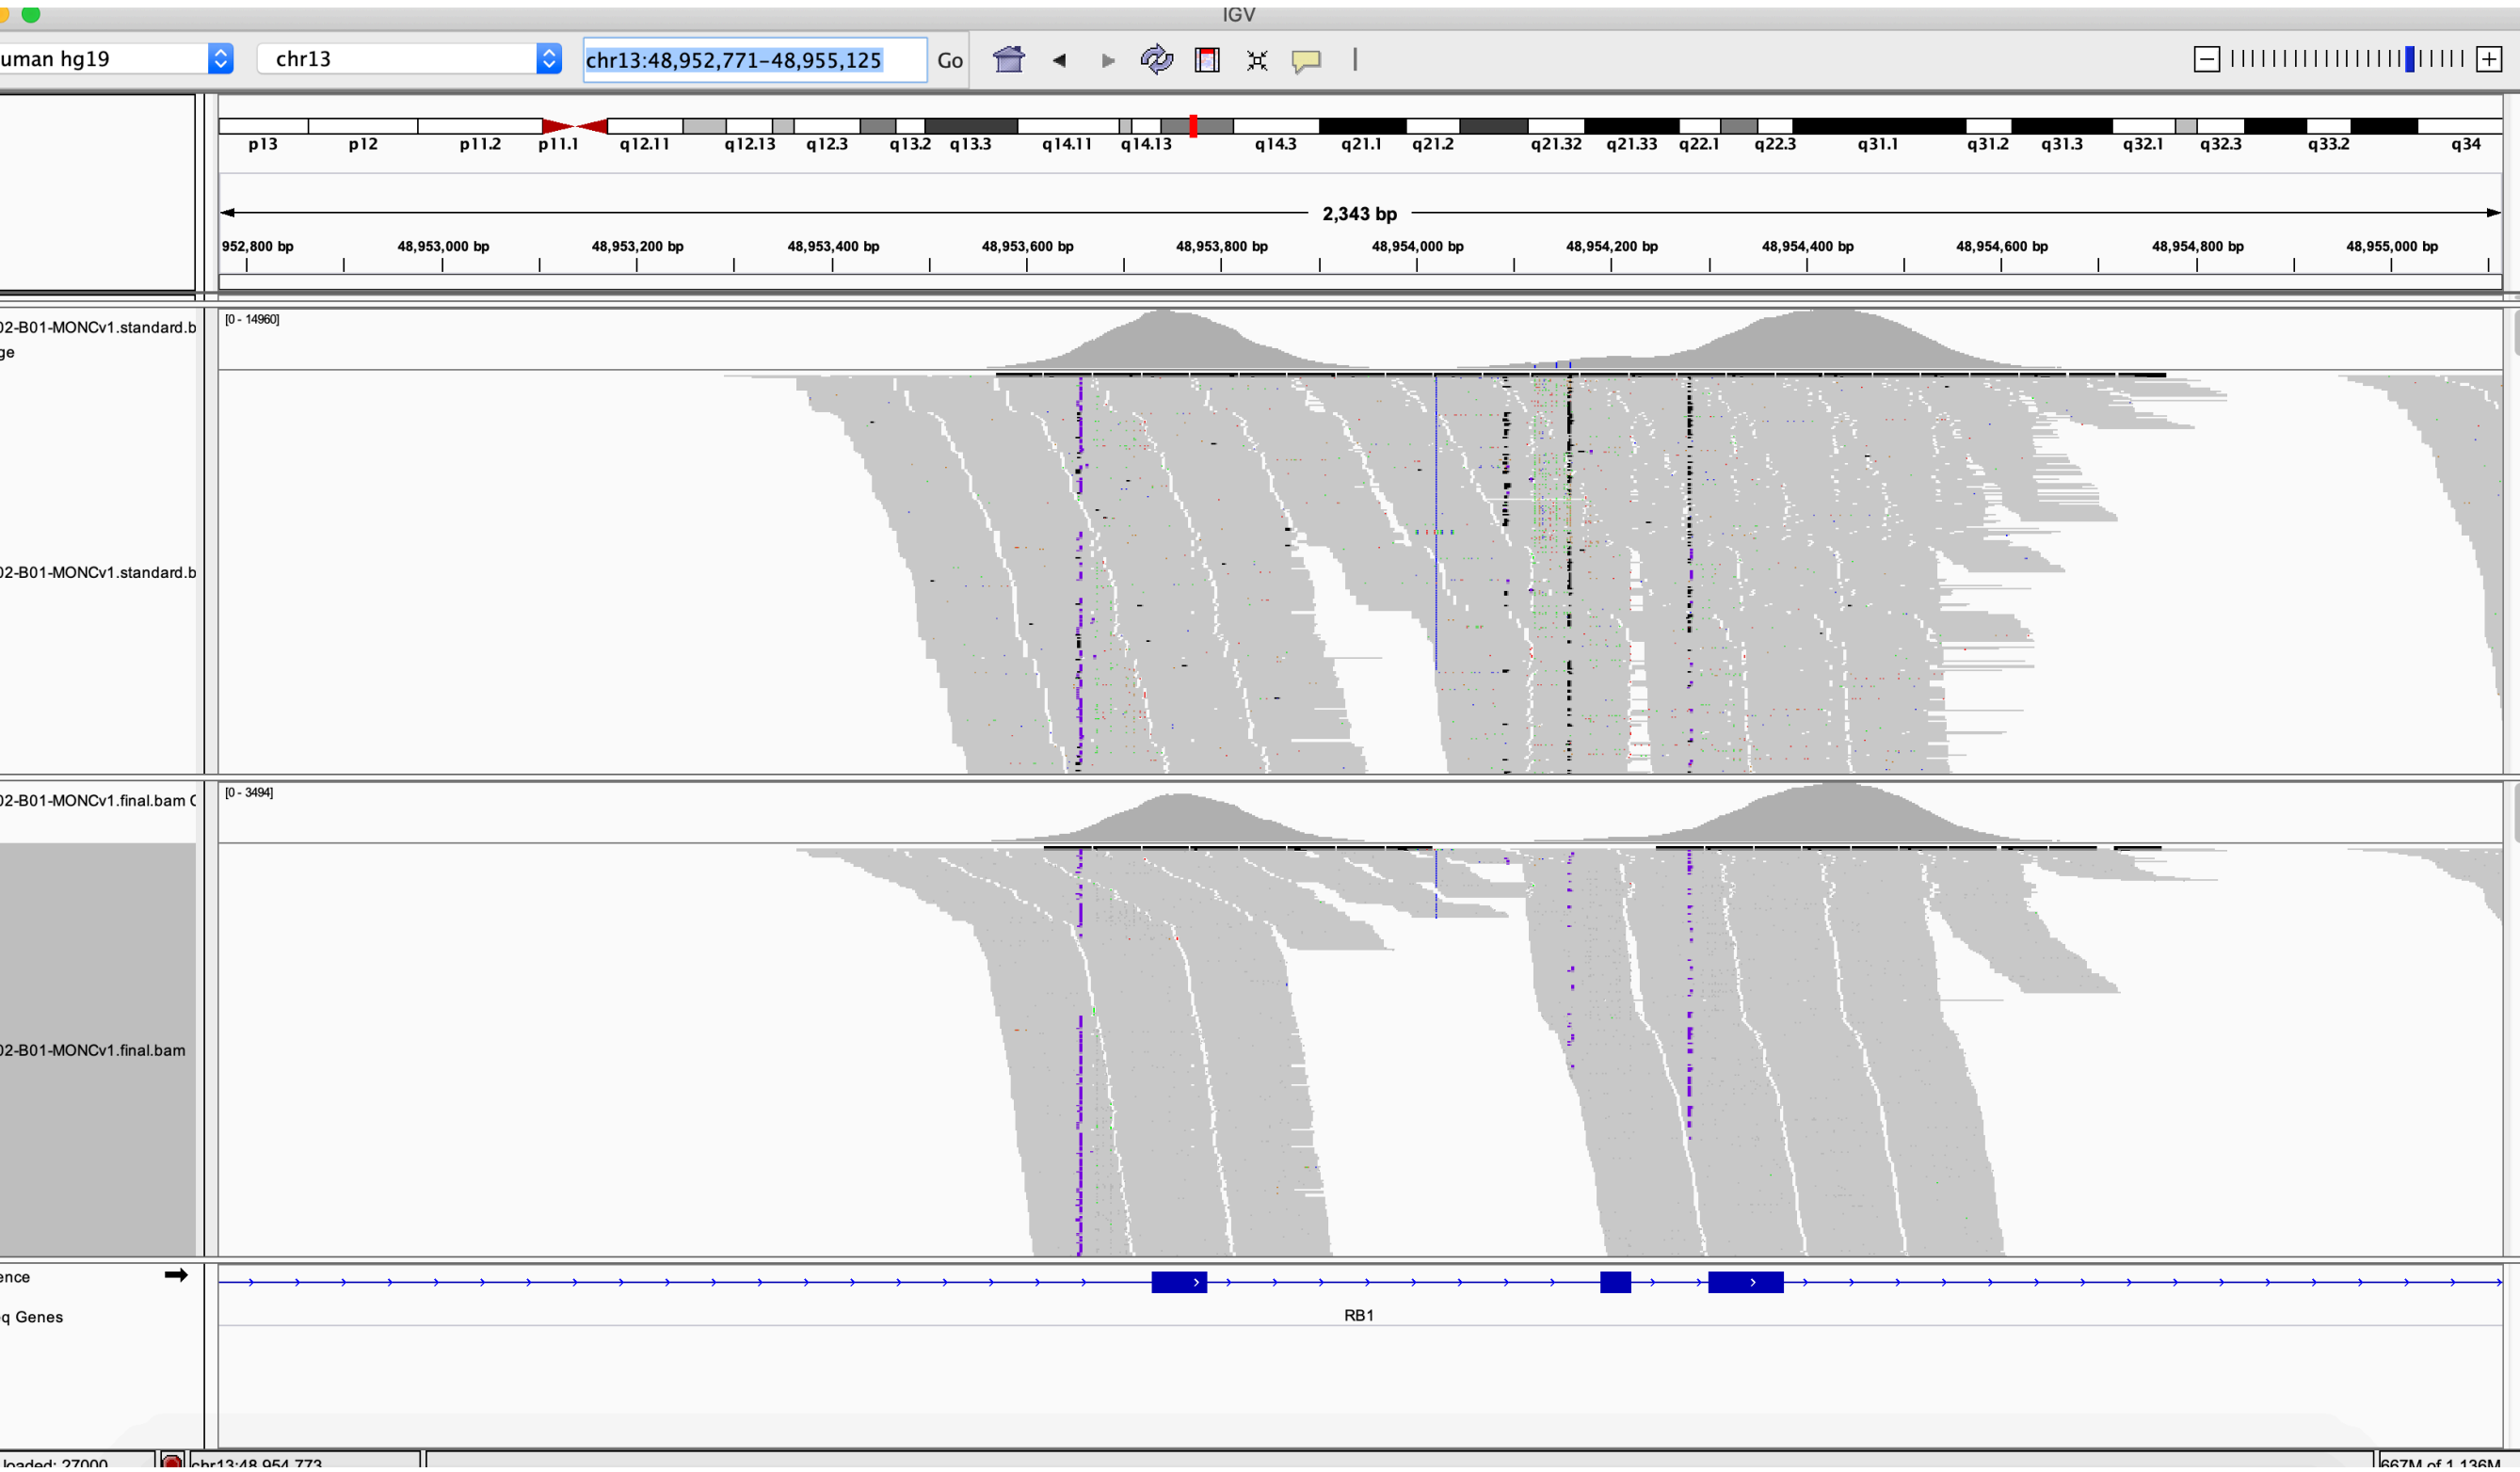 IGV
uman hg19 chr13 chr13:48,952,771-48,955,125 Go
p13 p12 p11.2 p11.1 q12.11 q12.13 q12.3 q13.2 q13.3 q14.11 q14.13 q14.3 q21.1 q21.2 q21.32 q21.33 q22.1 q22.3 q31.1 q31.2 q31.3 q32.1 q32.3 q33.2 q34
2,343 bp
952,800 bp 48,953,000 bp 48,953,200 bp 48,953,400 bp 48,953,600 bp 48,953,800 bp 48,954,000 bp 48,954,200 bp 48,954,400 bp 48,954,600 bp 48,954,800 bp 48,955,000 bp
02-B01-MONCv1.standard.b [0 - 14960]
ge
02-B01-MONCv1.standard.b
02-B01-MONCv1.final.bam C [0 - 3494]
02-B01-MONCv1.final.bam
ence
q Genes RB1
loaded: 27000 chr13:48,954,773 667M of 1,136M